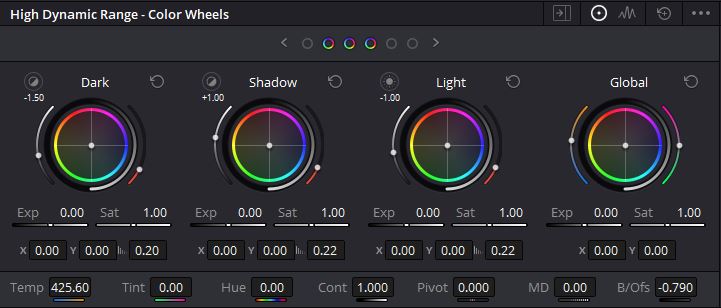 High Dynamic Range - Color Wheels
Dark Shadow Light Global
-1.50 +1.00 -1.00
Exp 0.00 Sat 1.00 Exp 0.00 Sat 1.00 Exp 0.00 Sat 1.00 Exp 0.00 Sat 1.00
X 0.00 Y 0.00 0.20 X 0.00 Y 0.00 0.22 X 0.00 Y 0.00 0.22 X 0.00 Y 0.00
Temp 425.60 Tint 0.00 Hue 0.00 Cont 1.000 Pivot 0.000 MD 0.00 B/Ofs -0.790